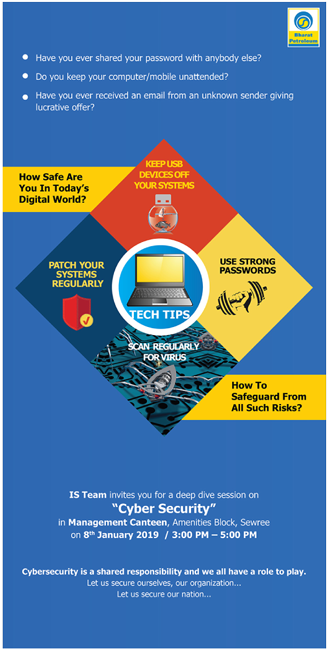 Bharat
Petroleum
Have you ever shared your password with anybody else?
Do you keep your computer/mobile unattended?
Have you ever received an email from an unknown sender giving
lucrative offer?
How Safe Are
You In Today's
Digital World?
KEEP USB
DEVICES OFF
YOUR SYSTEMS
PATCH YOUR
SYSTEMS
REGULARLY
USE STRONG
PASSWORDS
TECH TIPS
SCAN REGULARLY
FOR VIRUS
How To
Safeguard From
All Such Risks?
IS Team invites you for a deep dive session on
"Cyber Security"
in Management Canteen, Amenities Block, Sewree
on 8th January 2019 / 3:00 PM – 5:00 PM
Cybersecurity is a shared responsibility and we all have a role to play.
Let us secure ourselves, our organization...
Let us secure our nation...